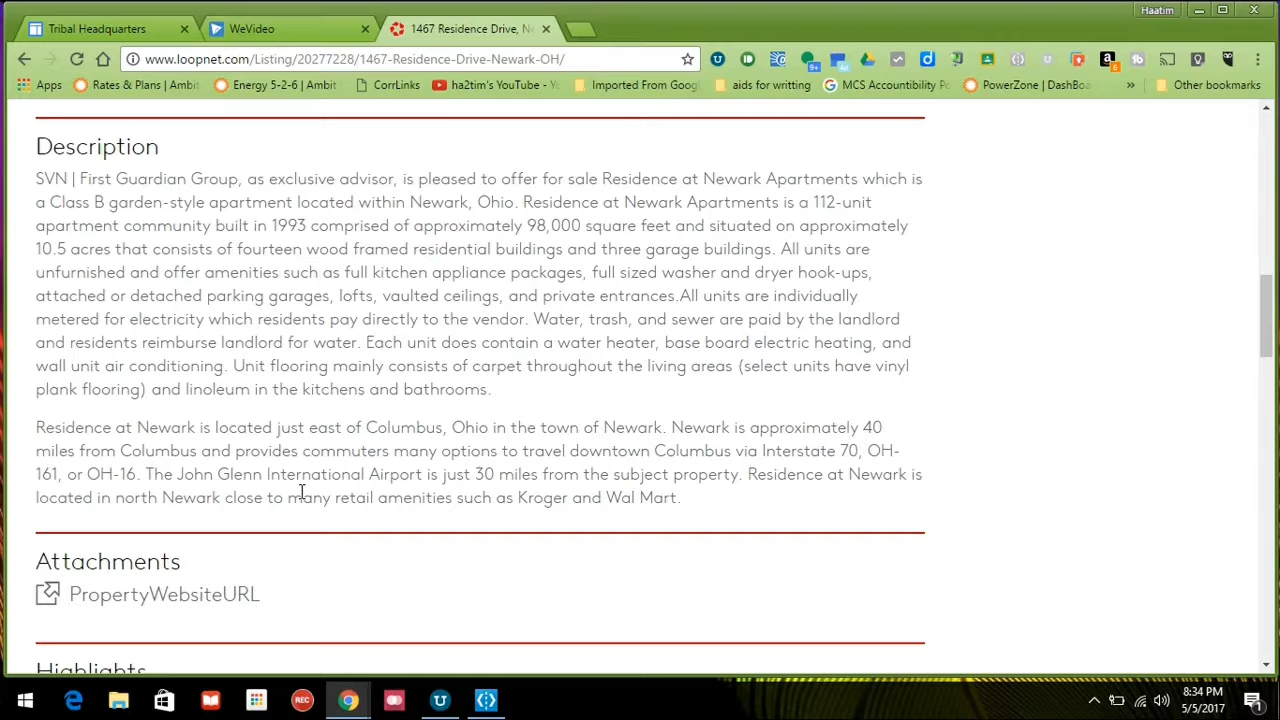 Haatim
Tribal Headquarters
WeVideo
1467 Residence Drive, Ne
www.loopnet.com/Listing/20277228/1467-Residence-Drive-Newark-OH/
Apps
Rates & Plans | Ambit
Energy 5-2-6 | Ambit
CorrLinks
ha2tim's YouTube - Yo
Imported From Goog
aids for writting
MCS Accountibility Po
PowerZone | DashBoa
»
Other bookmarks
Description
SVN | First Guardian Group, as exclusive advisor, is pleased to offer for sale Residence at Newark Apartments which is
a Class B garden-style apartment located within Newark, Ohio. Residence at Newark Apartments is a 112-unit
apartment community built in 1993 comprised of approximately 98,000 square feet and situated on approximately
10.5 acres that consists of fourteen wood framed residential buildings and three garage buildings. All units are
unfurnished and offer amenities such as full kitchen appliance packages, full sized washer and dryer hook-ups,
attached or detached parking garages, lofts, vaulted ceilings, and private entrances.All units are individually
metered for electricity which residents pay directly to the vendor. Water, trash, and sewer are paid by the landlord
and residents reimburse landlord for water. Each unit does contain a water heater, base board electric heating, and
wall unit air conditioning. Unit flooring mainly consists of carpet throughout the living areas (select units have vinyl
plank flooring) and linoleum in the kitchens and bathrooms.
Residence at Newark is located just east of Columbus, Ohio in the town of Newark. Newark is approximately 40
miles from Columbus and provides commuters many options to travel downtown Columbus via Interstate 70, OH-
161, or OH-16. The John Glenn International Airport is just 30 miles from the subject property. Residence at Newark is
located in north Newark close to many retail amenities such as Kroger and Wal Mart.
Attachments
PropertyWebsiteURL
Highlights
REC
8:34 PM
5/5/2017